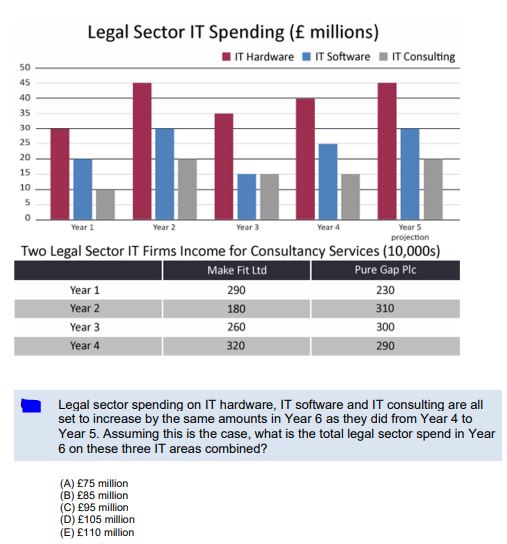 Legal Sector IT Spending (£ millions)
IT Hardware IT Software IT Consulting
50
45
40
35
30
25
20
15
10
5
0
Year 1 Year 2 Year 3 Year 4 Year 5
projection
Two Legal Sector IT Firms Income for Consultancy Services (10,000s)
Make Fit Ltd Pure Gap Plc
Year 1 290 230
Year 2 180 310
Year 3 260 300
Year 4 320 290
Legal sector spending on IT hardware, IT software and IT consulting are all
set to increase by the same amounts in Year 6 as they did from Year 4 to
Year 5. Assuming this is the case, what is the total legal sector spend in Year
6 on these three IT areas combined?
(A) £75 million
(B) £85 million
(C) £95 million
(D) £105 million
(E) £110 million